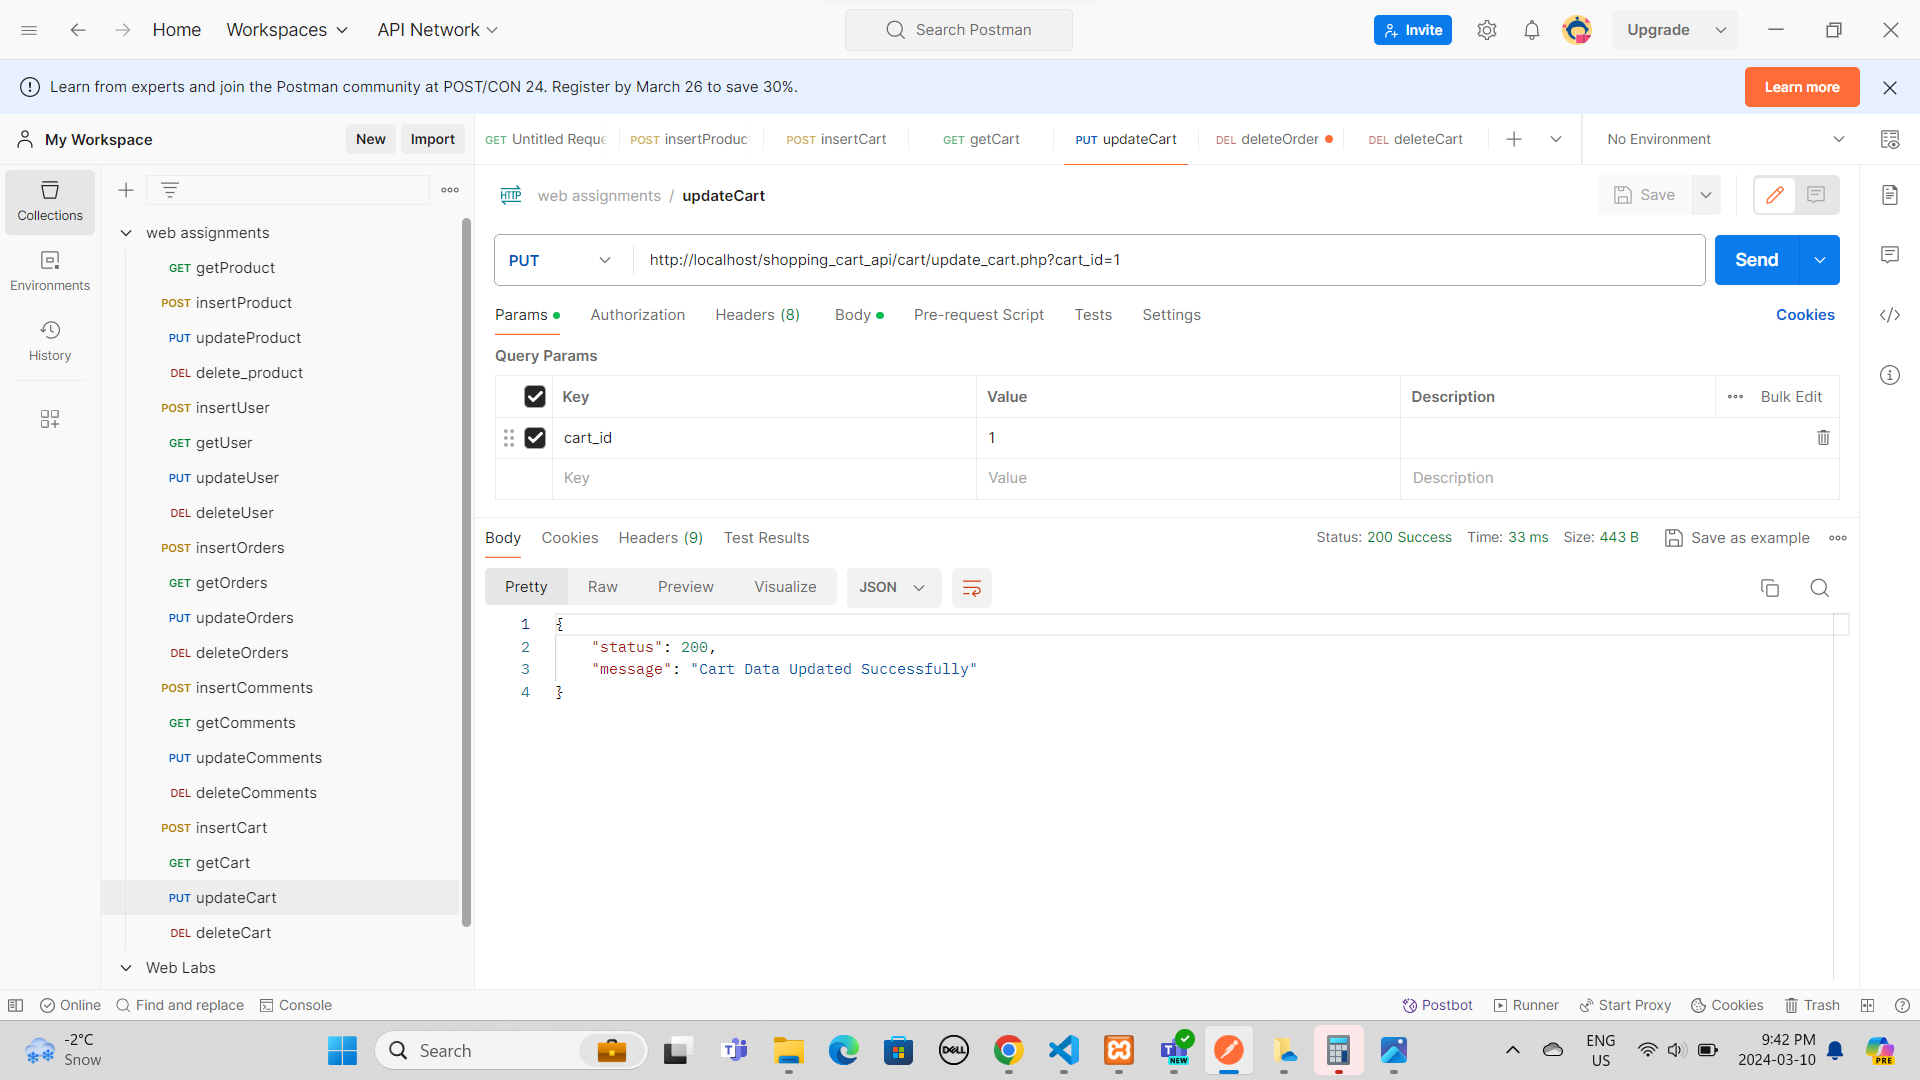 Home Workspaces API Network Search Postman Invite Upgrade
Learn from experts and join the Postman community at POST/CON 24. Register by March 26 to save 30%. Learn more
My Workspace New Import
GET Untitled Reque POST insertProduc POST insertCart GET getCart PUT updateCart DEL deleteOrder DEL deleteCart No Environment
Collections
Environments
History
web assignments
GET getProduct
POST insertProduct
PUT updateProduct
DEL delete_product
POST insertUser
GET getUser
PUT updateUser
DEL deleteUser
POST insertOrders
GET getOrders
PUT updateOrders
DEL deleteOrders
POST insertComments
GET getComments
PUT updateComments
DEL deleteComments
POST insertCart
GET getCart
PUT updateCart
DEL deleteCart
Web Labs
HTTP web assignments / updateCart Save
PUT http://localhost/shopping_cart_api/cart/update_cart.php?cart_id=1 Send
Params Authorization Headers (8) Body Pre-request Script Tests Settings Cookies
Query Params
Key Value Description Bulk Edit
cart_id 1
Key Value Description
Body Cookies Headers (9) Test Results Status: 200 Success Time: 33 ms Size: 443 B Save as example
Pretty Raw Preview Visualize JSON
1 {
2 "status": 200,
3 "message": "Cart Data Updated Successfully"
4 }
Online Find and replace Console Postbot Runner Start Proxy Cookies Trash
-2°C
Snow
Search
DELL
NEW
ENG
US
9:42 PM
2024-03-10
PRE